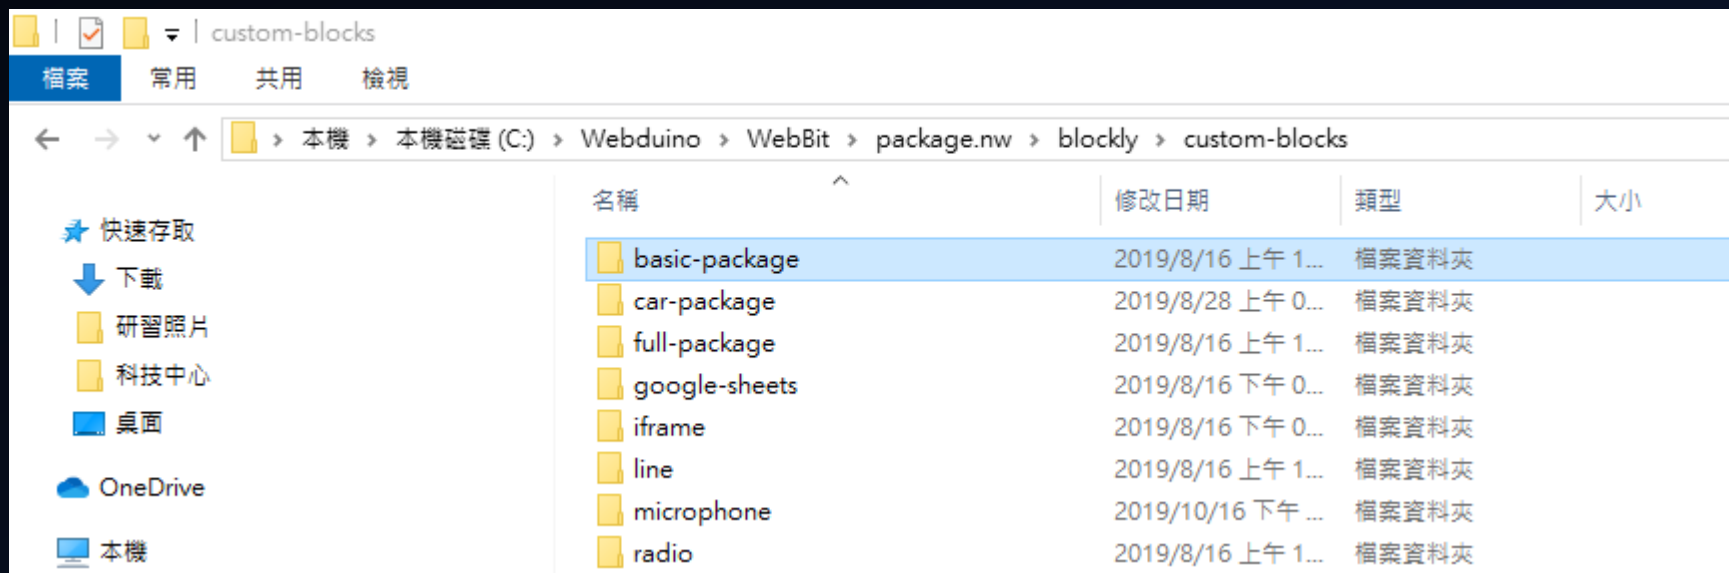 custom-blocks
檔案 常用 共用 檢視
本機 本機磁碟 (C:) Webduino WebBit package.nw blockly custom-blocks
名稱 修改日期 類型 大小
快速存取
下載
研習照片
科技中心
桌面
OneDrive
本機
basic-package 2019/8/16 上午 1... 檔案資料夾
car-package 2019/8/28 上午 0... 檔案資料夾
full-package 2019/8/16 上午 1... 檔案資料夾
google-sheets 2019/8/16 下午 0... 檔案資料夾
iframe 2019/8/16 下午 0... 檔案資料夾
line 2019/8/16 上午 1... 檔案資料夾
microphone 2019/10/16 下午 ... 檔案資料夾
radio 2019/8/16 上午 1... 檔案資料夾